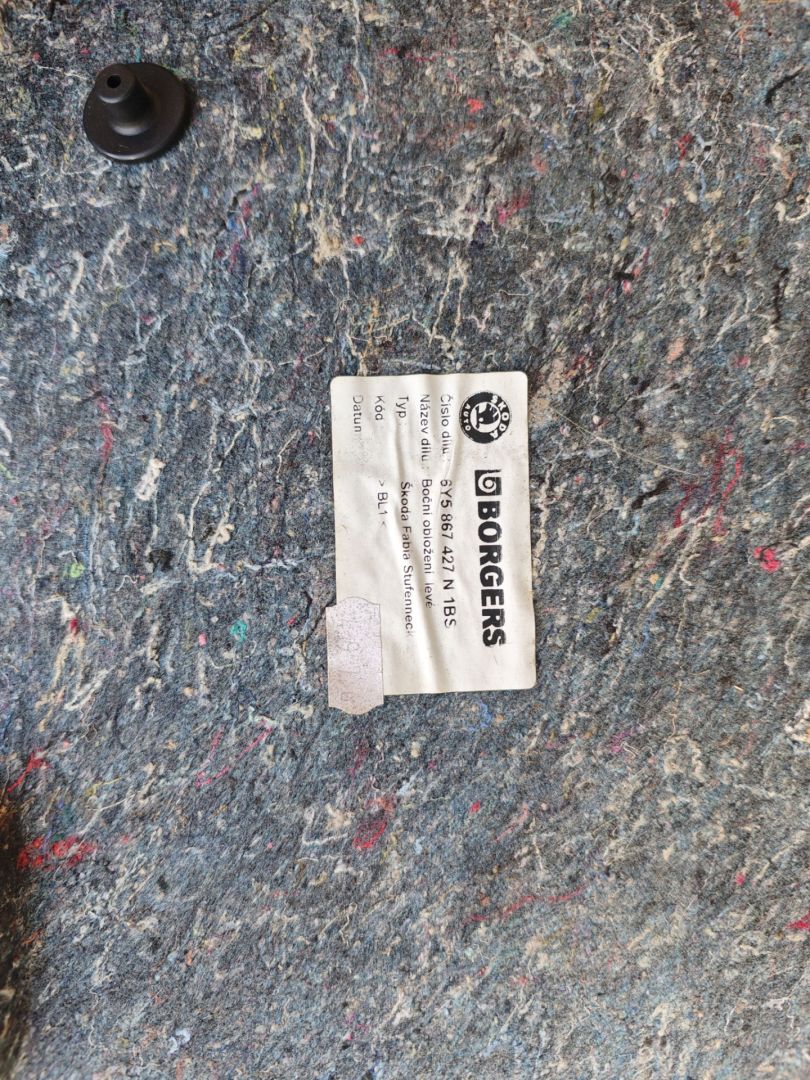 ŠKODA
AUTO
BORGERS
Číslo dílu : 6Y5 867 427 N 1BS
Název dílu : Boční obložení levé
Typ : Škoda Fabia Stufenneck
Kód > BL1 <
Datum